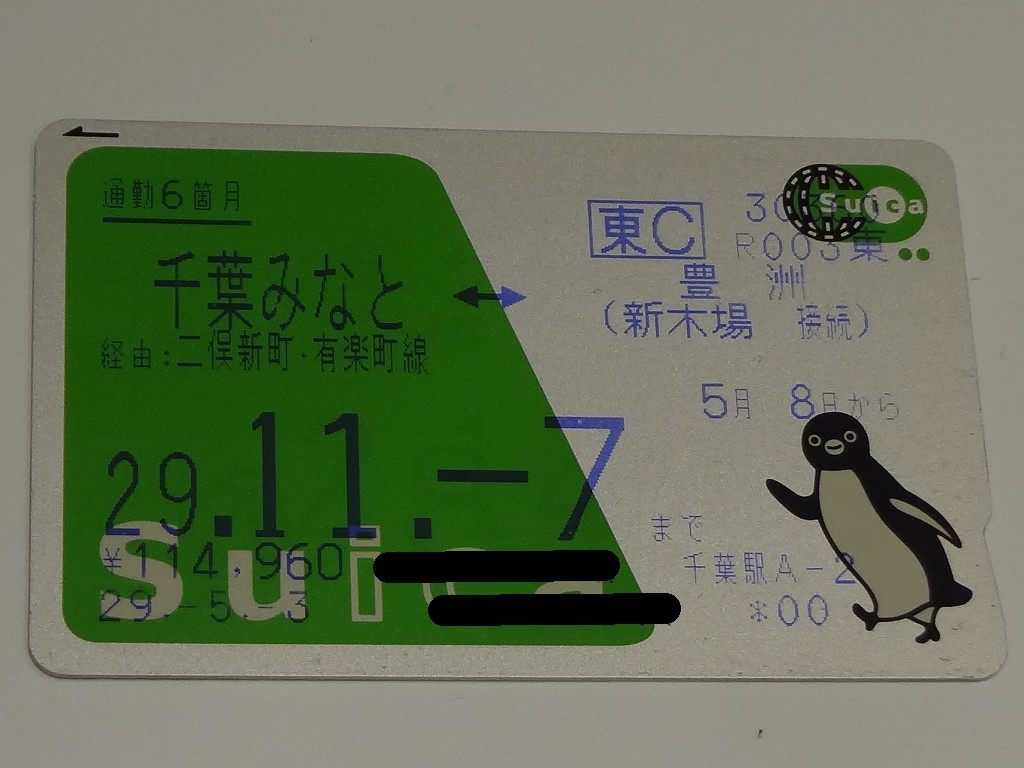 通勤6箇月
Suica
東C
R003東
千葉みなと ↔ 豊洲
(新木場 接続)
経由:二俣新町・有楽町線
5月 8日から
29.11.-7まで
Suica
¥114,960
千葉駅A-2
29.-5.-3
*00